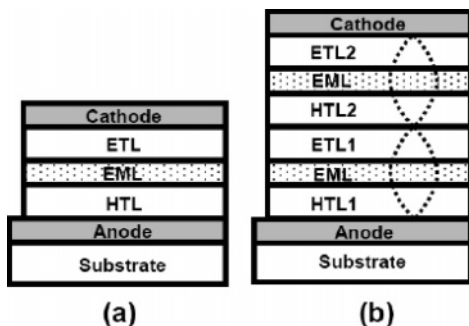 Cathode
ETL
EML
HTL
Anode
Substrate
(a)
Cathode
ETL2
EML
HTL2
ETL1
EML
HTL1
Anode
Substrate
(b)